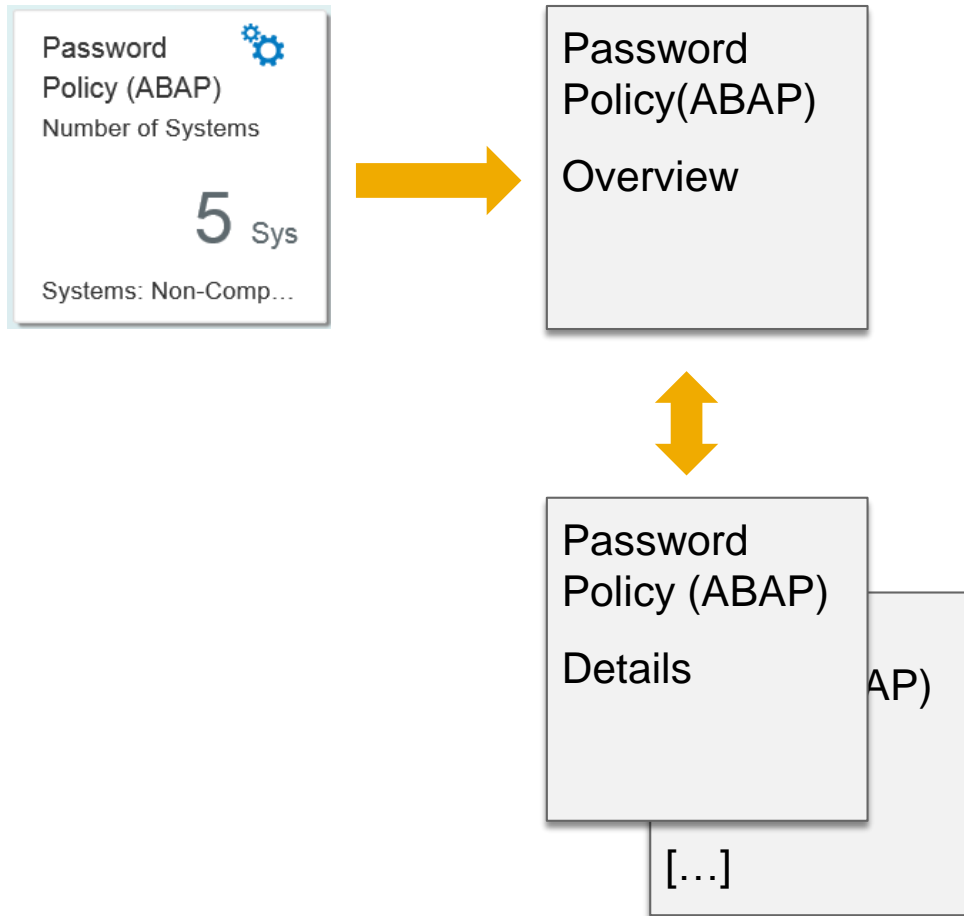 Password
Policy (ABAP)
Number of Systems
5 Sys
Systems: Non-Comp...
Password
Policy(ABAP)
Overview
Password
Policy (ABAP)
Details
AP)
[...]